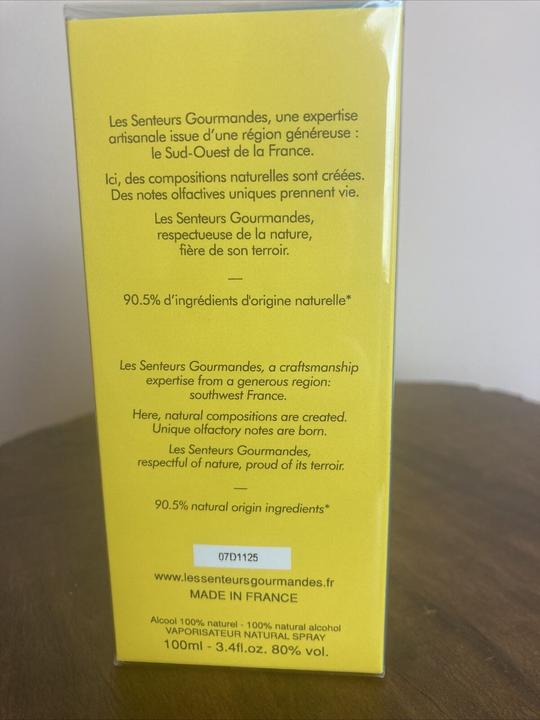 Les Senteurs Gourmandes, une expertise
artisanale issue d'une région généreuse :
le Sud-Ouest de la France.
Ici, des compositions naturelles sont créées.
Des notes olfactives uniques prennent vie.
Les Senteurs Gourmandes,
respectueuse de la nature,
fière de son terroir.
—
90.5% d'ingrédients d'origine naturelle*
Les Senteurs Gourmandes, a craftsmanship
expertise from a generous region:
southwest France.
Here, natural compositions are created.
Unique olfactory notes are born.
Les Senteurs Gourmandes,
respectful of nature, proud of its terroir.
—
90.5% natural origin ingredients*
07D1125
www.lessenteursgourmandes.fr
MADE IN FRANCE
Alcool 100% naturel - 100% natural alcohol
VAPORISATEUR NATURAL SPRAY
100ml - 3.4fl.oz. 80% vol.